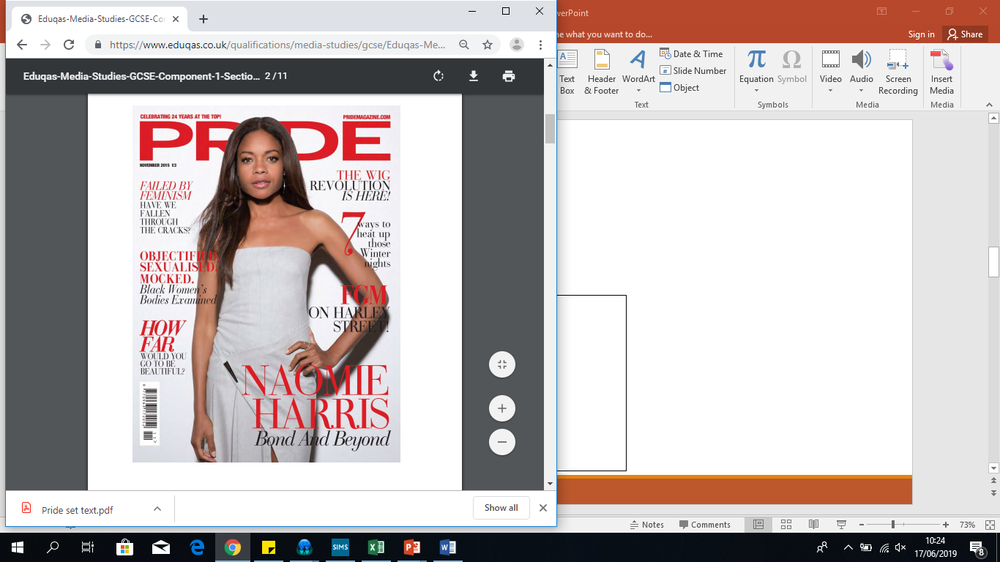 Eduqas-Media-Studies-GCSE-Co
werPoint
me what you want to do...
Sign in
Share
https://www.eduqas.co.uk/qualifications/media-studies/gcse/Eduqas-Me...
Eduqas-Media-Studies-GCSE-Component-1-Sectio... 2 / 11
Text
Box
Header
& Footer
WordArt
Date & Time
Slide Number
Object
Equation
Symbol
Video
Audio
Screen
Recording
Insert
Media
Text
Symbols
Media
Media
CELEBRATING 24 YEARS AT THE TOP!
PRIDEMAGAZINE.COM
PRIDE
NOVEMBER 2015 £3
FAILED BY
FEMINISM
HAVE WE
FALLEN
THROUGH
THE CRACKS?
OBJECTIFIED.
SEXUALISED.
MOCKED.
Black Women's
Bodies Examined
HOW
FAR
WOULD YOU
GO TO BE
BEAUTIFUL?
THE WIG
REVOLUTION
IS HERE!
7 ways to
heat up
those
Winter
nights
FGM
ON HARLEY
STREET!
NAOMIE
HARRIS
Bond And Beyond
Pride set text.pdf
Show all
Notes
Comments
73%
SIMS
10:24
17/06/2019
8